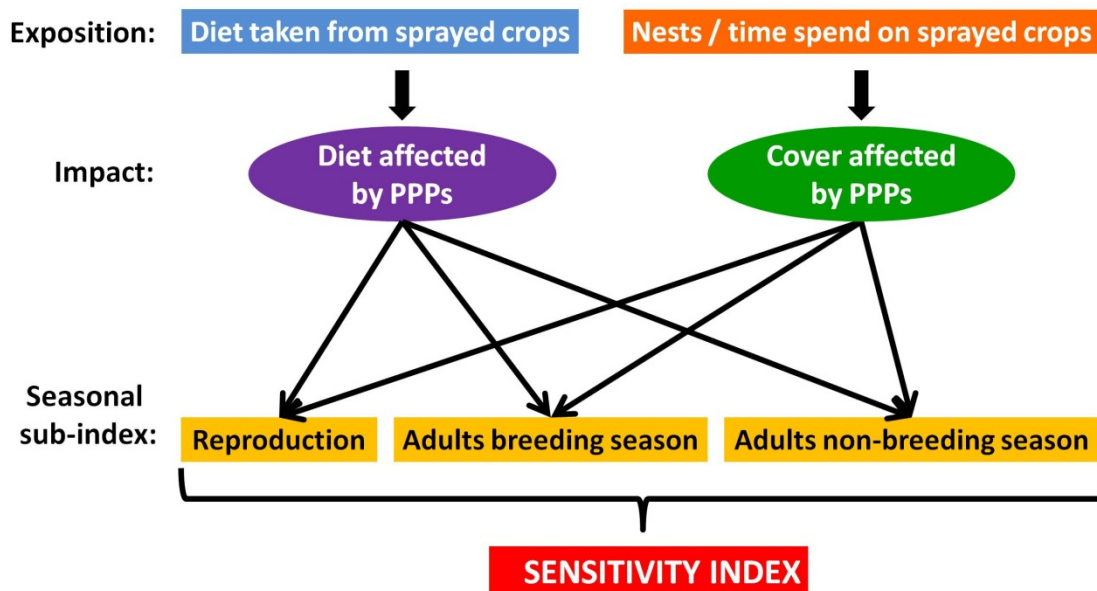 Exposition:
Diet taken from sprayed crops
Nests / time spend on sprayed crops
Impact:
Diet affected
by PPPs
Cover affected
by PPPs
Seasonal
sub-index:
Reproduction
Adults breeding season
Adults non-breeding season
SENSITIVITY INDEX